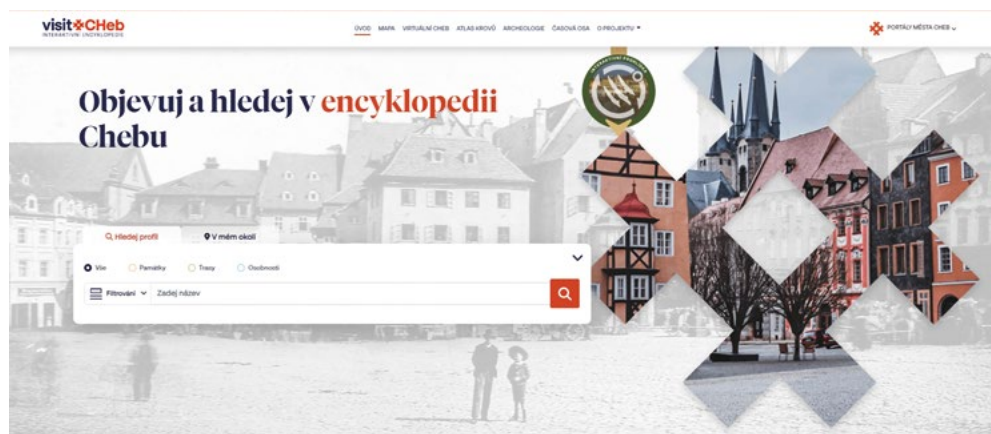 visit CHeb
INTERAKTIVNÍ ENCYKLOPEDIE
ÚVOD MAPA VIRTUÁLNÍ CHEB ATLAS KROVŮ ARCHEOLOGIE ČASOVÁ OSA O PROJEKTU
PORTÁLY MĚSTA CHEB
Objevuj a hledej v encyklopedii
Chebu
Hledej profil
V mém okolí
Vše Památky Trasy Osobnosti
Filtrování Zadej název